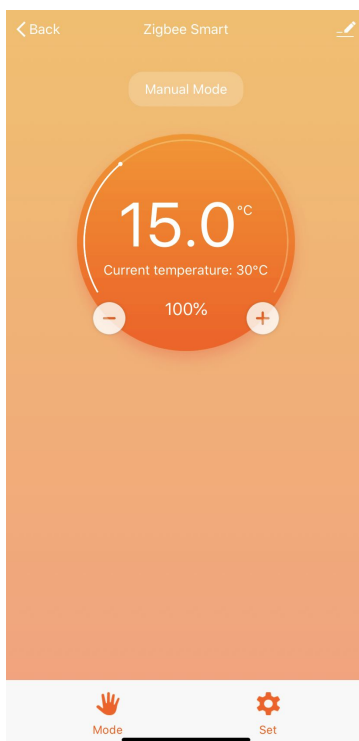 Back
Zigbee Smart
Manual Mode
15.0°C
Current temperature: 30°C
100%
Mode
Set